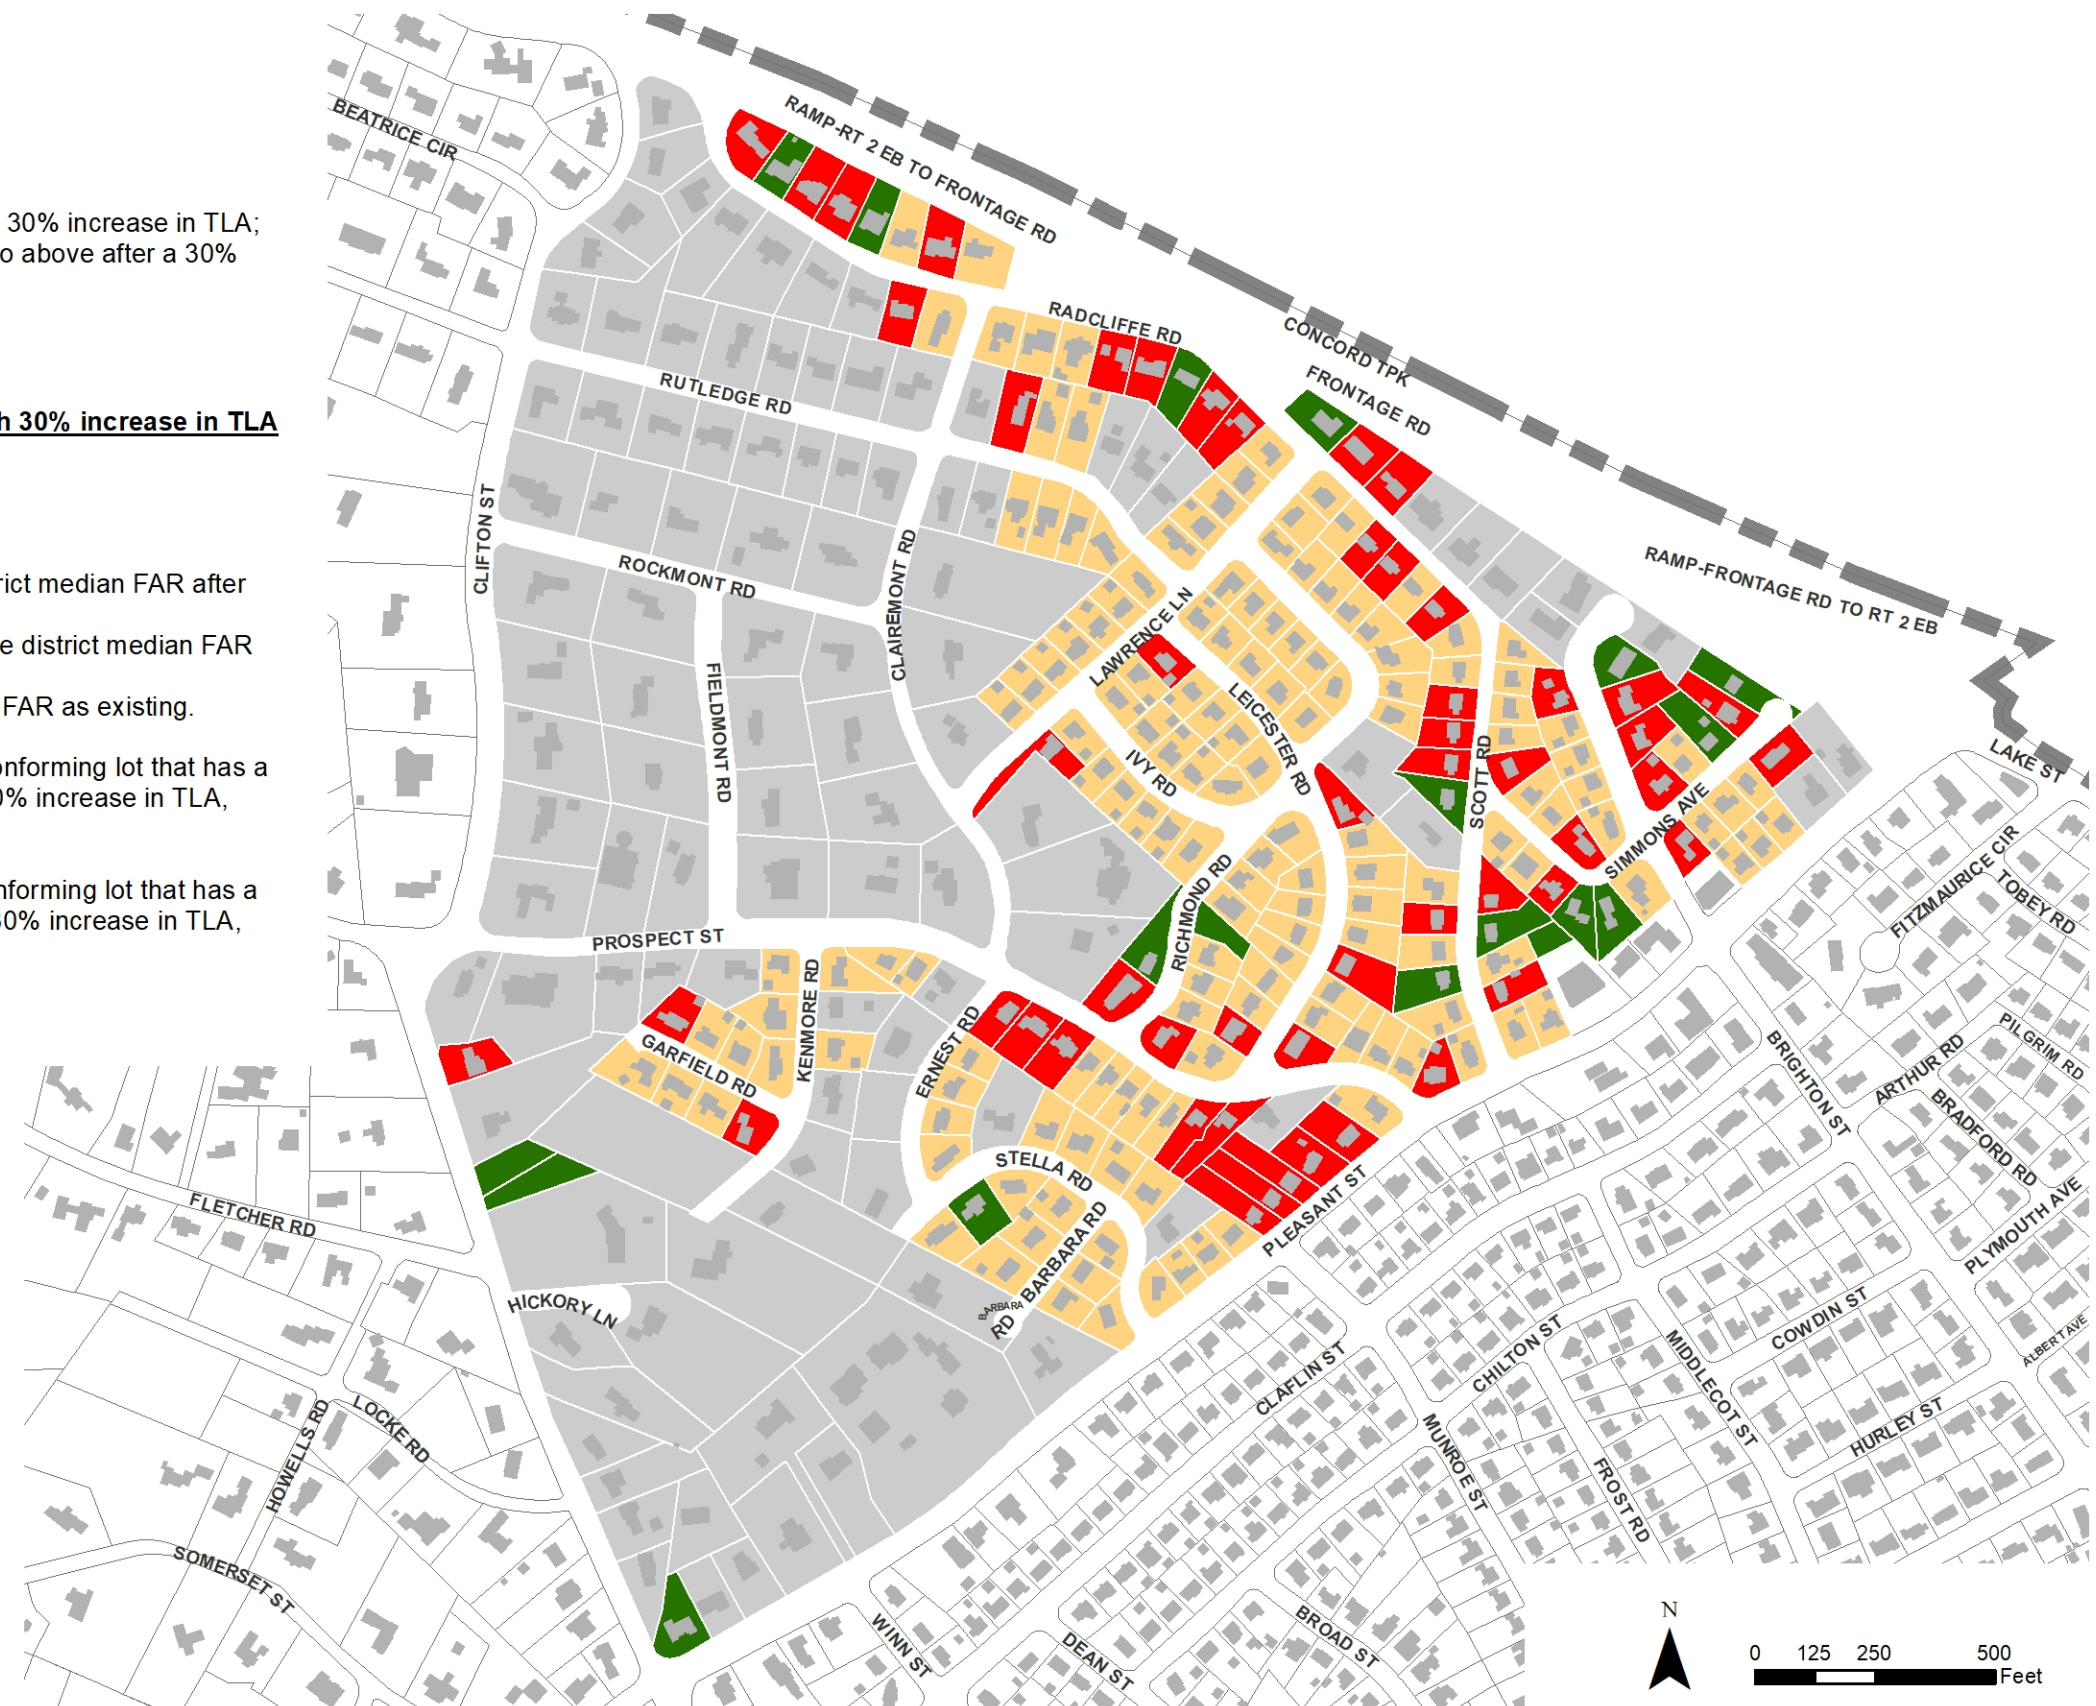 30% increase in TLA;
o above after a 30%
h 30% increase in TLA
rict median FAR after
e district median FAR
FAR as existing.
onforming lot that has a
0% increase in TLA,
nforming lot that has a
30% increase in TLA,
BEATRICE CIR
RAMP-RT 2 EB TO FRONTAGE RD
RADCLIFFE RD
CONCORD TPK
FRONTAGE RD
RUTLEDGE RD
CLIFTON ST
ROCKMONT RD
CLAIREMONT RD
RAMP-FRONTAGE RD TO RT 2 EB
LAWRENCE LN
FIELDMONT RD
LEICESTER RD
IVY RD
SCOTT RD
LAKE ST
SIMMONS AVE
FITZMAURICE CIR
TOBEY RD
RICHMOND RD
PROSPECT ST
KENMORE RD
GARFIELD RD
ERNEST RD
BRIGHTON ST
ARTHUR RD
PILGRIM RD
BRADFORD RD
STELLA RD
BARBARA RD
PLEASANT ST
PLYMOUTH AVE
FLETCHER RD
HICKORY LN
BARBARA
RD
CLAFLIN ST
CHILTON ST
MIDDLECOT ST
COWDIN ST
ALBERT AVE
HURLEY ST
HOWELLS RD
LOCKE RD
MUNROE ST
FROST RD
SOMERSET ST
WINN ST
DEAN ST
BROAD ST
N
0 125 250 500
Feet